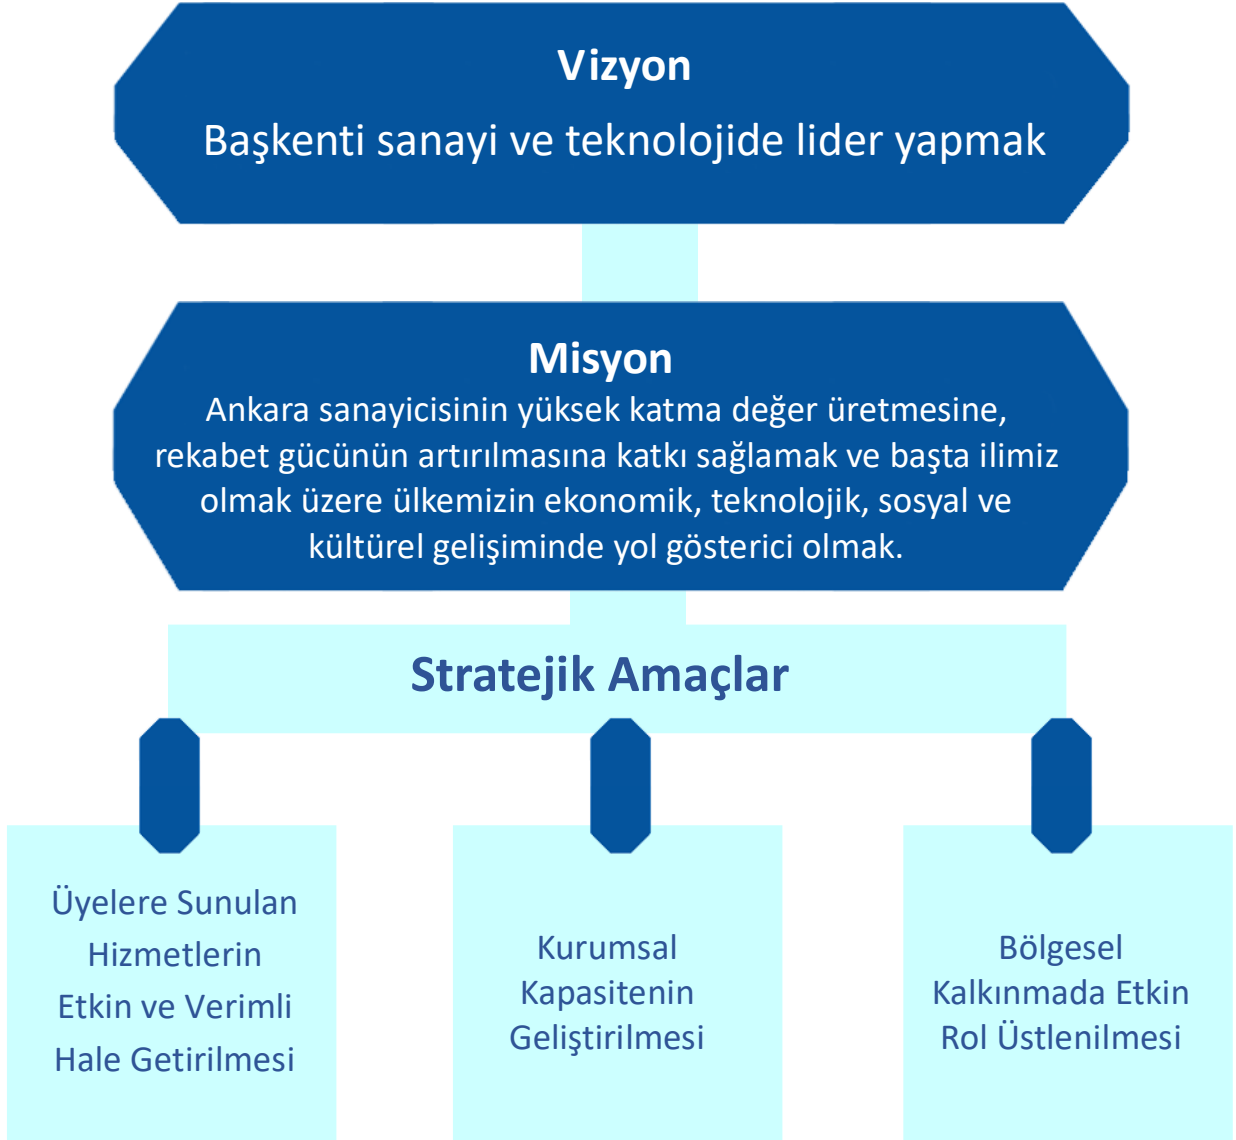 Vizyon
Başkenti sanayi ve teknolojide lider yapmak
Misyon
Ankara sanayicisinin yüksek katma değer üretmesine,
rekabet gücünün artırılmasına katkı sağlamak ve başta ilimiz
olmak üzere ülkemizin ekonomik, teknolojik, sosyal ve
kültürel gelişiminde yol gösterici olmak.
Stratejik Amaçlar
Üyelere Sunulan
Hizmetlerin
Etkin ve Verimli
Hale Getirilmesi
Kurumsal
Kapasitenin
Geliştirilmesi
Bölgesel
Kalkınmada Etkin
Rol Üstlenilmesi